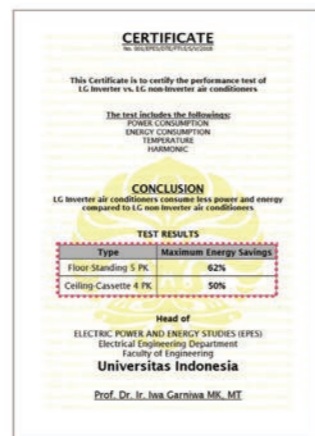 CERTIFICATE
This Certificate is to certify the performance test of
LG Inverter vs. LG non-Inverter air conditioners
The test includes the followings:
POWER CONSUMPTION
ENERGY CONSUMPTION
TEMPERATURE
HARMONIC
CONCLUSION
LG Inverter air conditioners consume less power and energy
compared to LG non Inverter air conditioners
TEST RESULTS
Type Maximum Energy Savings
Floor-Standing 5 PK 62%
Ceiling-Cassette 4 PK 50%
Head of
ELECTRIC POWER AND ENERGY STUDIES (EPES)
Electrical Engineering Department
Faculty of Engineering
Universitas Indonesia
Prof. Dr. Ir. Iwa Garniwa MK, MT